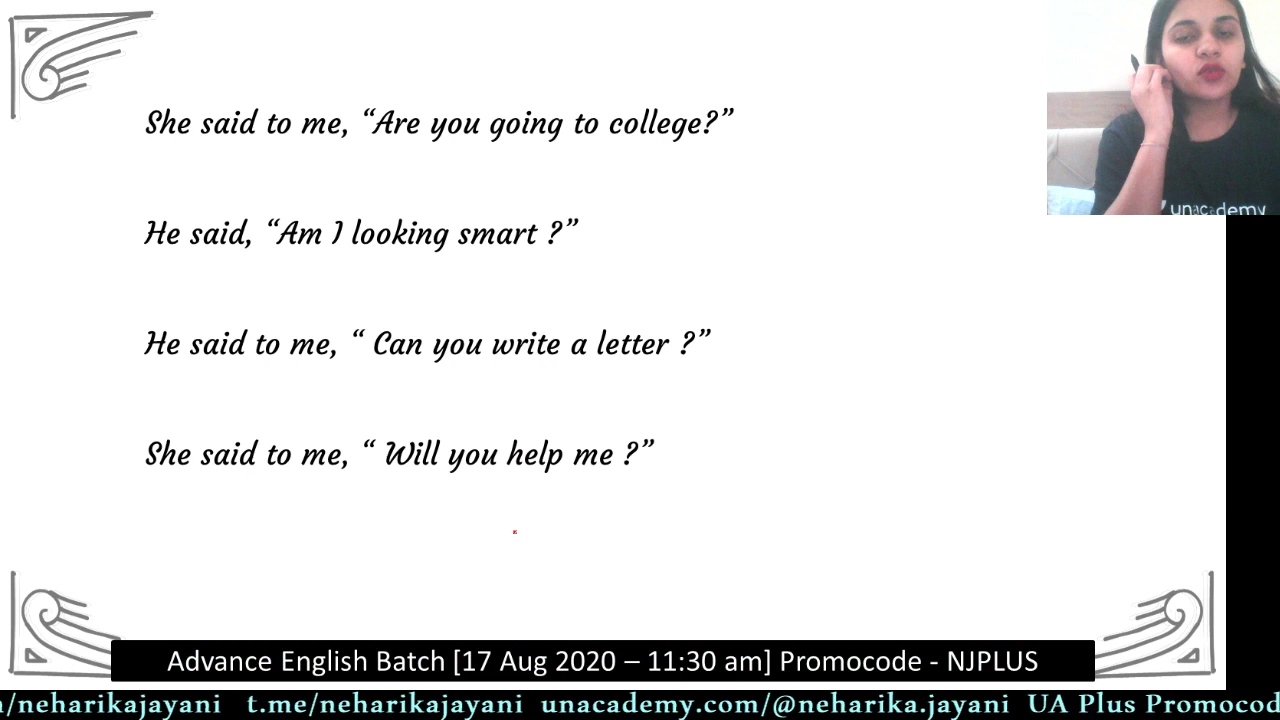 She said to me, “Are you going to college?”
He said, “Am I looking smart ?”
He said to me, “ Can you write a letter ?”
She said to me, “ Will you help me ?”
unacademy
Advance English Batch [17 Aug 2020 – 11:30 am] Promocode - NJPLUS
/neharikajayani t.me/neharikajayani unacademy.com/@neharika.jayani UA Plus Promocod